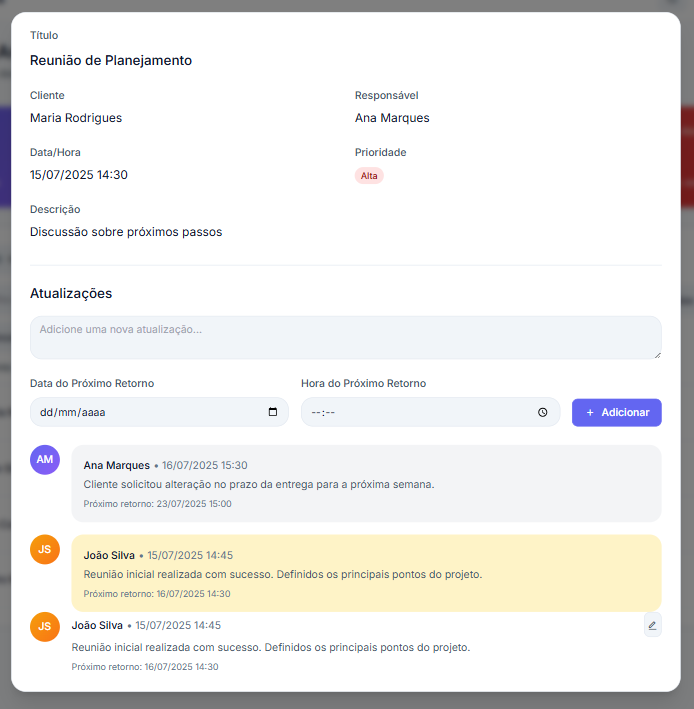 Título
Reunião de Planejamento
Cliente
Responsável
Maria Rodrigues
Ana Marques
Data/Hora
Prioridade
15/07/2025 14:30
Alta
Descrição
Discussão sobre próximos passos
Atualizações
Adicione uma nova atualização...
Data do Próximo Retorno
Hora do Próximo Retorno
dd/mm/aaaa
--:--
+ Adicionar
AM
Ana Marques • 16/07/2025 15:30
Cliente solicitou alteração no prazo da entrega para a próxima semana.
Próximo retorno: 23/07/2025 15:00
JS
João Silva • 15/07/2025 14:45
Reunião inicial realizada com sucesso. Definidos os principais pontos do projeto.
Próximo retorno: 16/07/2025 14:30
JS
João Silva • 15/07/2025 14:45
Reunião inicial realizada com sucesso. Definidos os principais pontos do projeto.
Próximo retorno: 16/07/2025 14:30